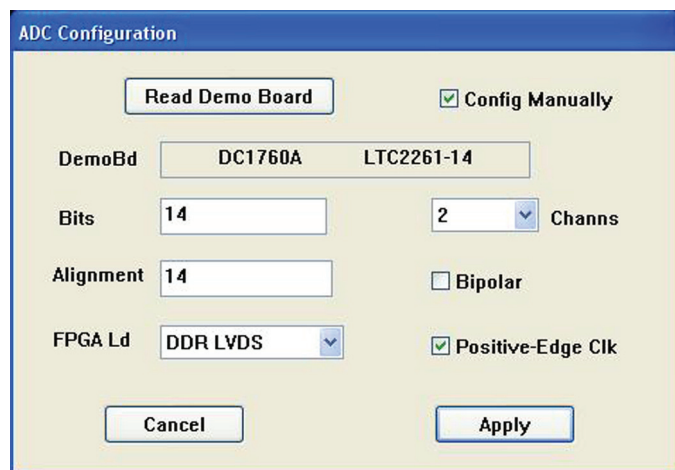 ADC Configuration
Read Demo Board
Config Manually
DemoBd DC1760A LTC2261-14
Bits 14 2 Channs
Alignment 14 Bipolar
FPGA Ld DDR LVDS Positive-Edge Clk
Cancel Apply